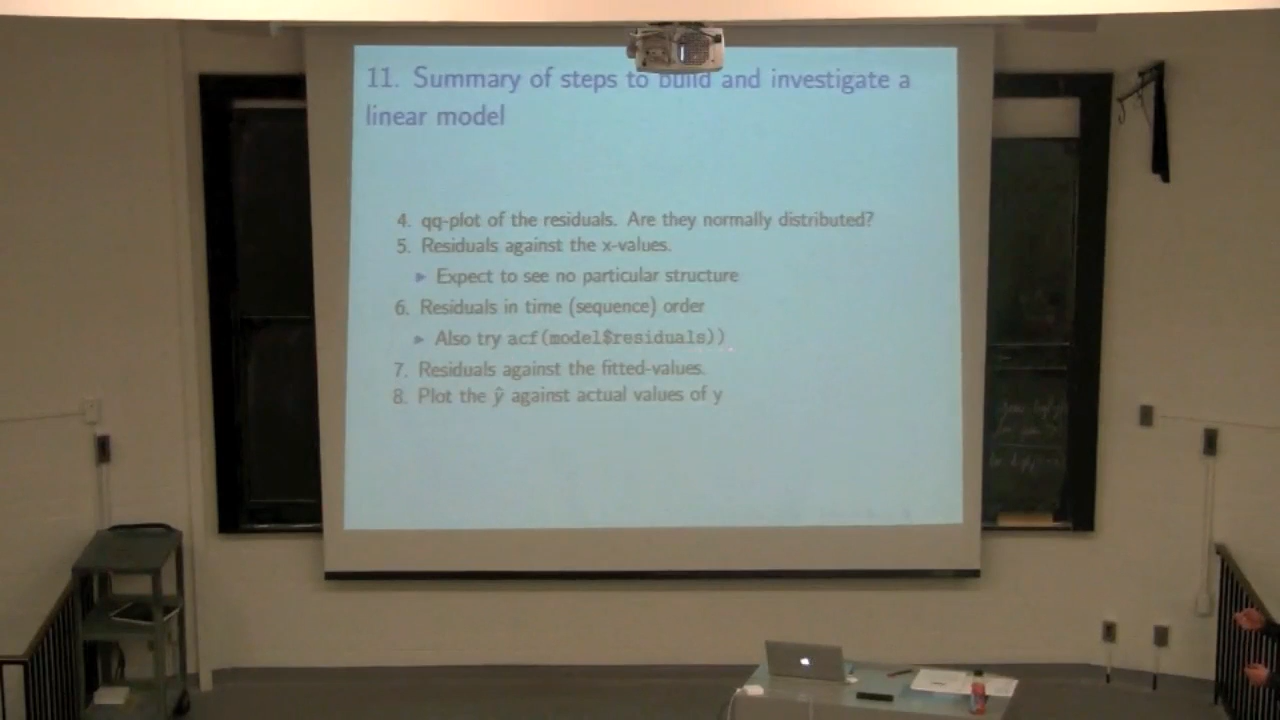 11. Summary of steps to build and investigate a
linear model
4. qq-plot of the residuals. Are they normally distributed?
5. Residuals against the x-values.
▸ Expect to see no particular structure
6. Residuals in time (sequence) order
▸ Also try acf(model$residuals))
7. Residuals against the fitted-values.
8. Plot the ŷ against actual values of y